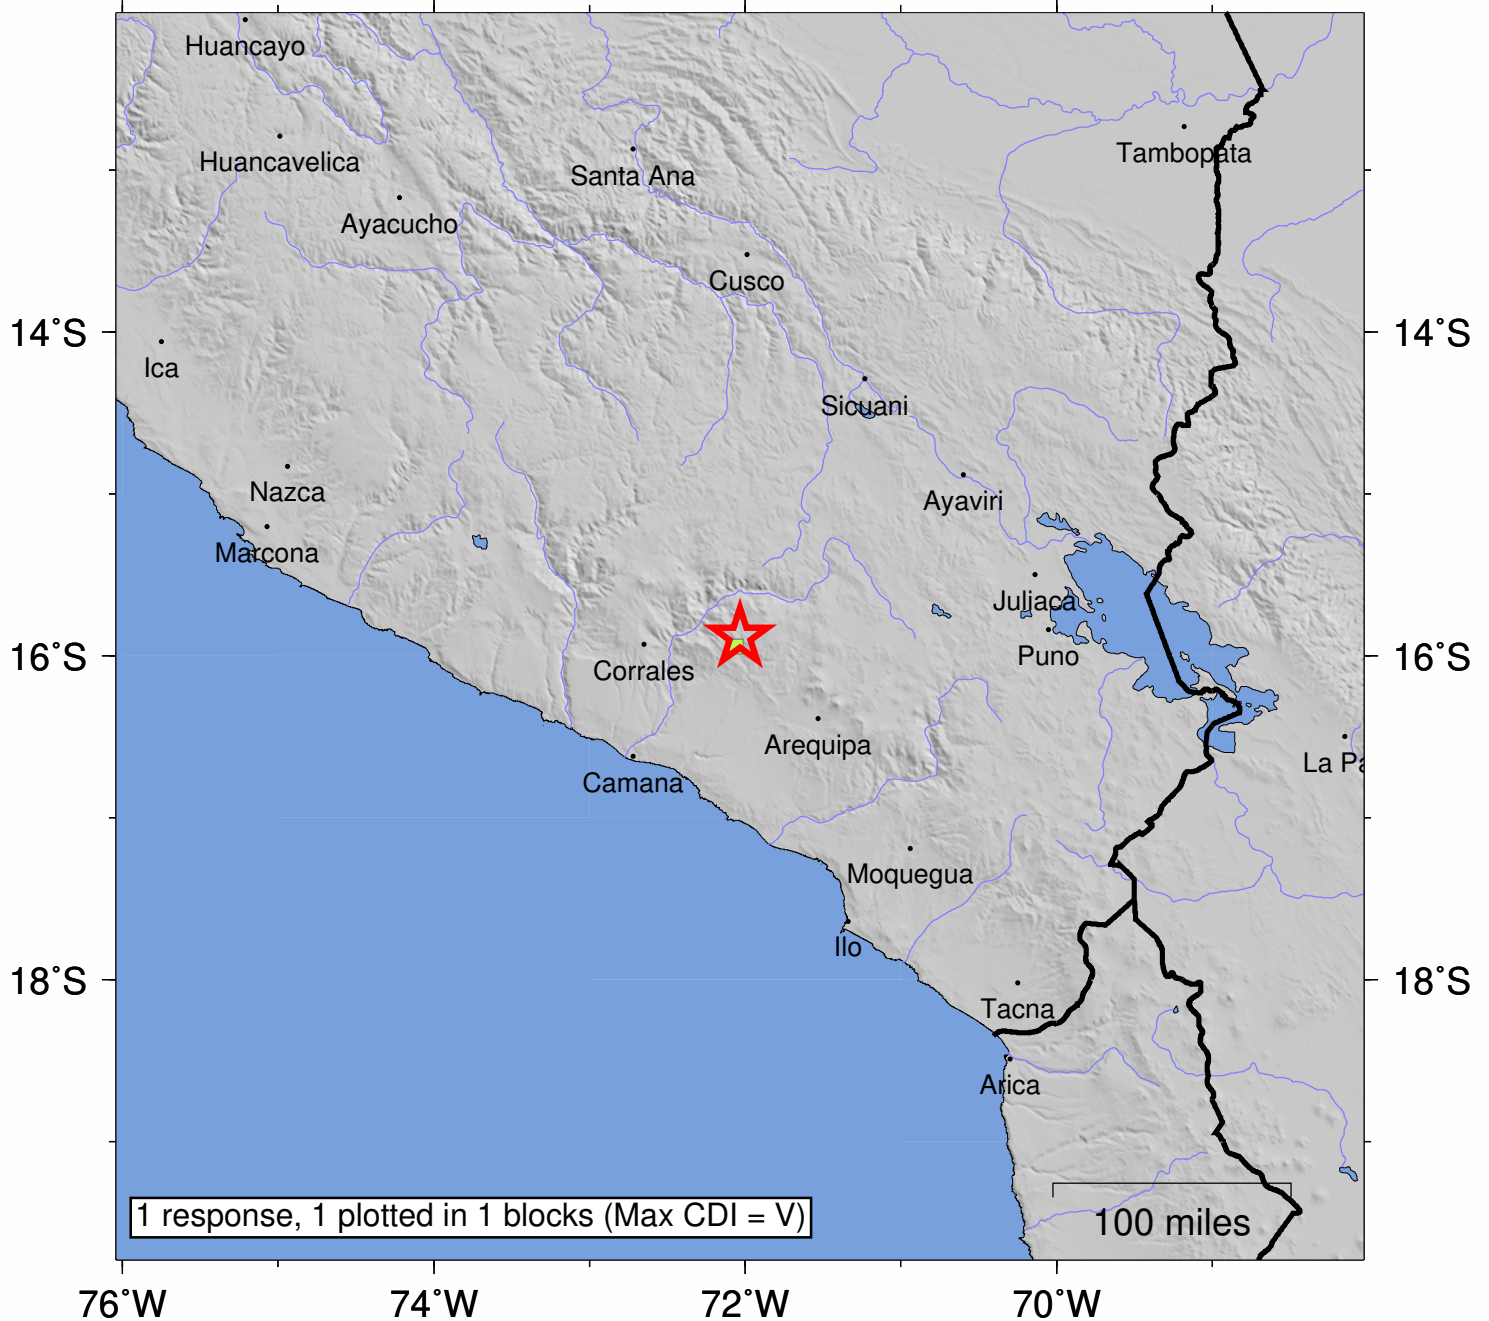 Huancayo
Huancavelica
Santa Ana
Tambopata
Ayacucho
Cusco
14°S
14°S
Ica
Sicuani
Nazca
Ayaviri
Marcona
Juliaca
16°S
Corrales
Puno
16°S
Arequipa
La Pa
Camana
Moquegua
Ilo
18°S
18°S
Tacna
Arica
1 response, 1 plotted in 1 blocks (Max CDI = V)
100 miles
76°W
74°W
72°W
70°W